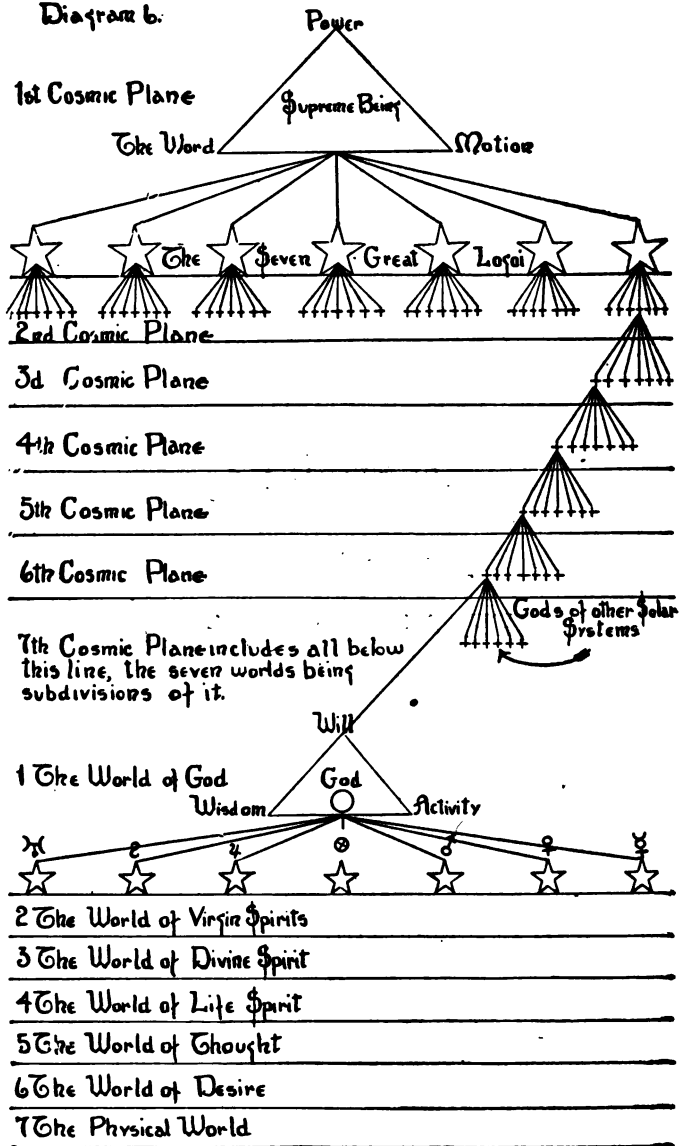 Diagram 6.
Power
1st Cosmic Plane
Supreme Being
The Word
Motion
The Seven Great Logoi
2nd Cosmic Plane
3d Cosmic Plane
4th Cosmic Plane
5th Cosmic Plane
6th Cosmic Plane
Gods of other Solar
Systems
7th Cosmic Plane includes all below
this line, the seven worlds being
subdivisions of it.
Will
1 The World of God
God
Wisdom
Activity
♅ ♃ ⊗ ♂ ♀ ☿
2 The World of Virgin Spirits
3 The World of Divine Spirit
4 The World of Life Spirit
5 The World of Thought
6 The World of Desire
7 The Physical World